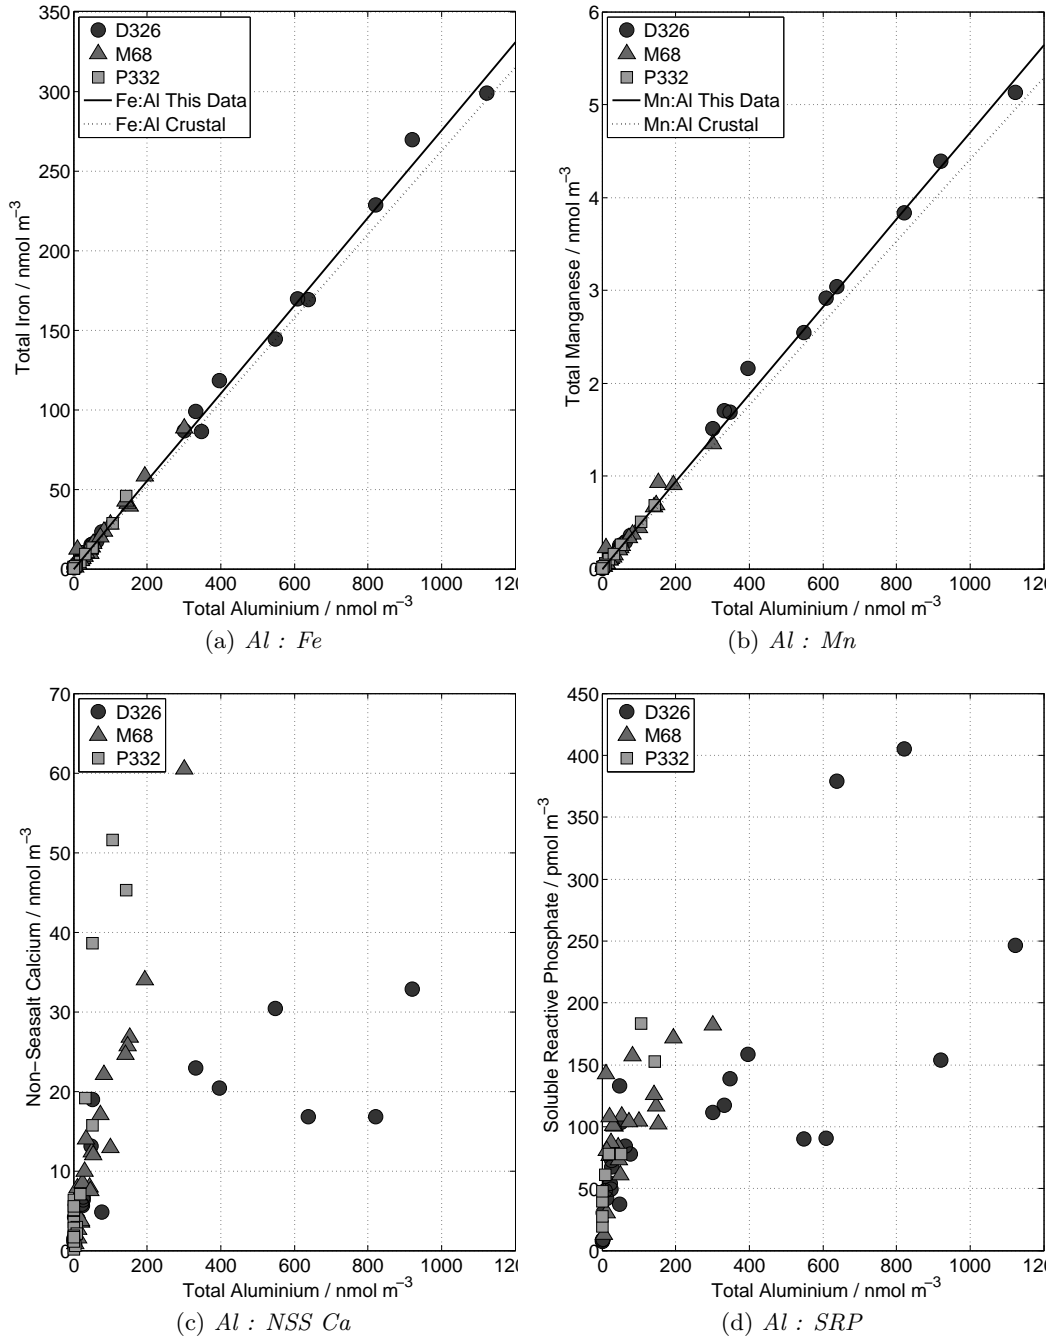 350
300
250
200
150
100
50
0
Total Iron / nmol m⁻³
D326
M68
P332
Fe:Al This Data
Fe:Al Crustal
0 200 400 600 800 1000 120
Total Aluminium / nmol m⁻³
(a) Al : Fe
6
5
4
3
2
1
0
Total Manganese / nmol m⁻³
D326
M68
P332
Mn:Al This Data
Mn:Al Crustal
0 200 400 600 800 1000 120
Total Aluminium / nmol m⁻³
(b) Al : Mn
70
60
50
40
30
20
10
0
Non−Seasalt Calcium / nmol m⁻³
D326
M68
P332
0 200 400 600 800 1000 120
Total Aluminium / nmol m⁻³
(c) Al : NSS Ca
450
400
350
300
250
200
150
100
50
0
Soluble Reactive Phosphate / pmol m⁻³
D326
M68
P332
0 200 400 600 800 1000 120
Total Aluminium / nmol m⁻³
(d) Al : SRP